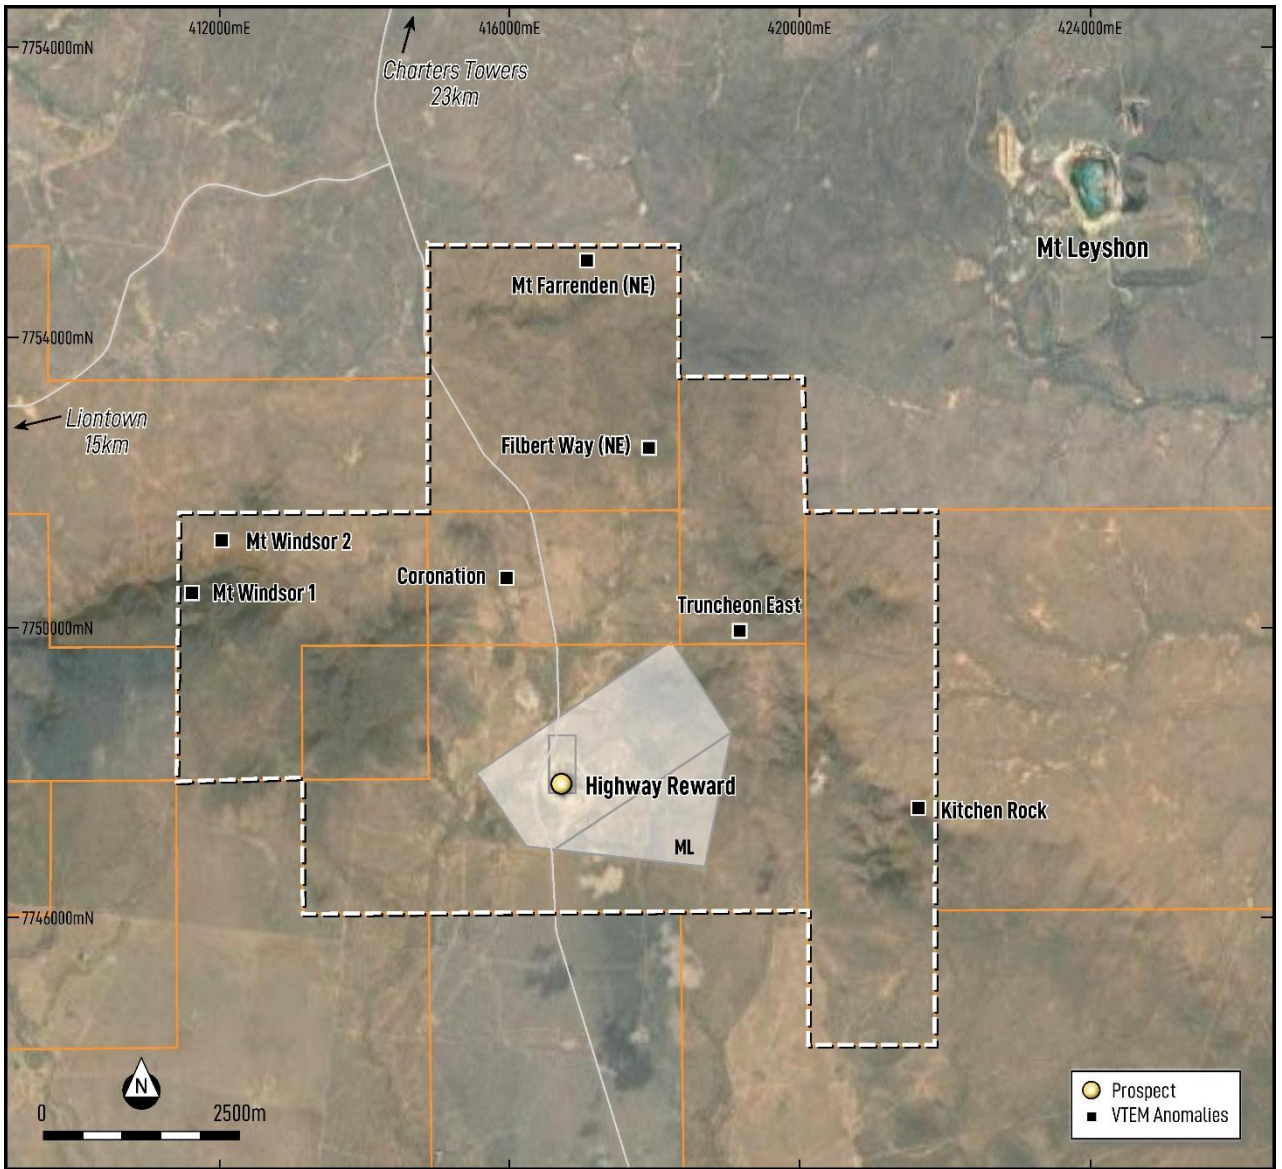 412000mE
416000mE
420000mE
424000mE
7754000mN
Charters Towers
23km
Mt Leyshon
Mt Farrenden (NE)
7754000mN
Liontown
15km
Filbert Way (NE)
Mt Windsor 2
Coronation
Mt Windsor 1
Truncheon East
7750000mN
Highway Reward
Kitchen Rock
ML
7746000mN
N
0
2500m
Prospect
VTEM Anomalies